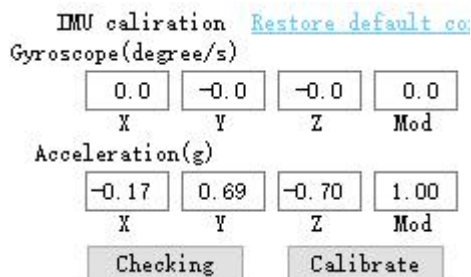 IMU caliration Restore default co
Gyroscope(degree/s)
0.0 -0.0 -0.0 0.0
X Y Z Mod
Acceleration(g)
-0.17 0.69 -0.70 1.00
X Y Z Mod
Checking Calibrate